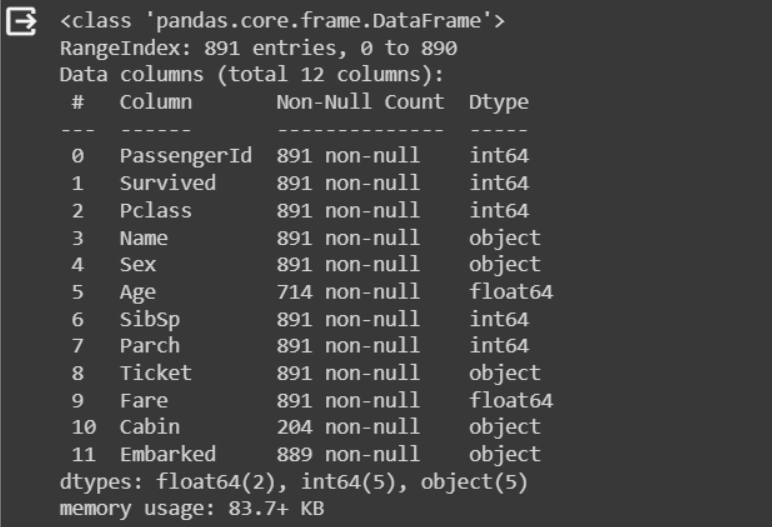 <class 'pandas.core.frame.DataFrame'>
RangeIndex: 891 entries, 0 to 890
Data columns (total 12 columns):
 #   Column       Non-Null Count  Dtype
---  ------       --------------  -----
 0   PassengerId  891 non-null    int64
 1   Survived     891 non-null    int64
 2   Pclass       891 non-null    int64
 3   Name         891 non-null    object
 4   Sex          891 non-null    object
 5   Age          714 non-null    float64
 6   SibSp        891 non-null    int64
 7   Parch        891 non-null    int64
 8   Ticket       891 non-null    object
 9   Fare         891 non-null    float64
 10  Cabin        204 non-null    object
 11  Embarked     889 non-null    object
dtypes: float64(2), int64(5), object(5)
memory usage: 83.7+ KB